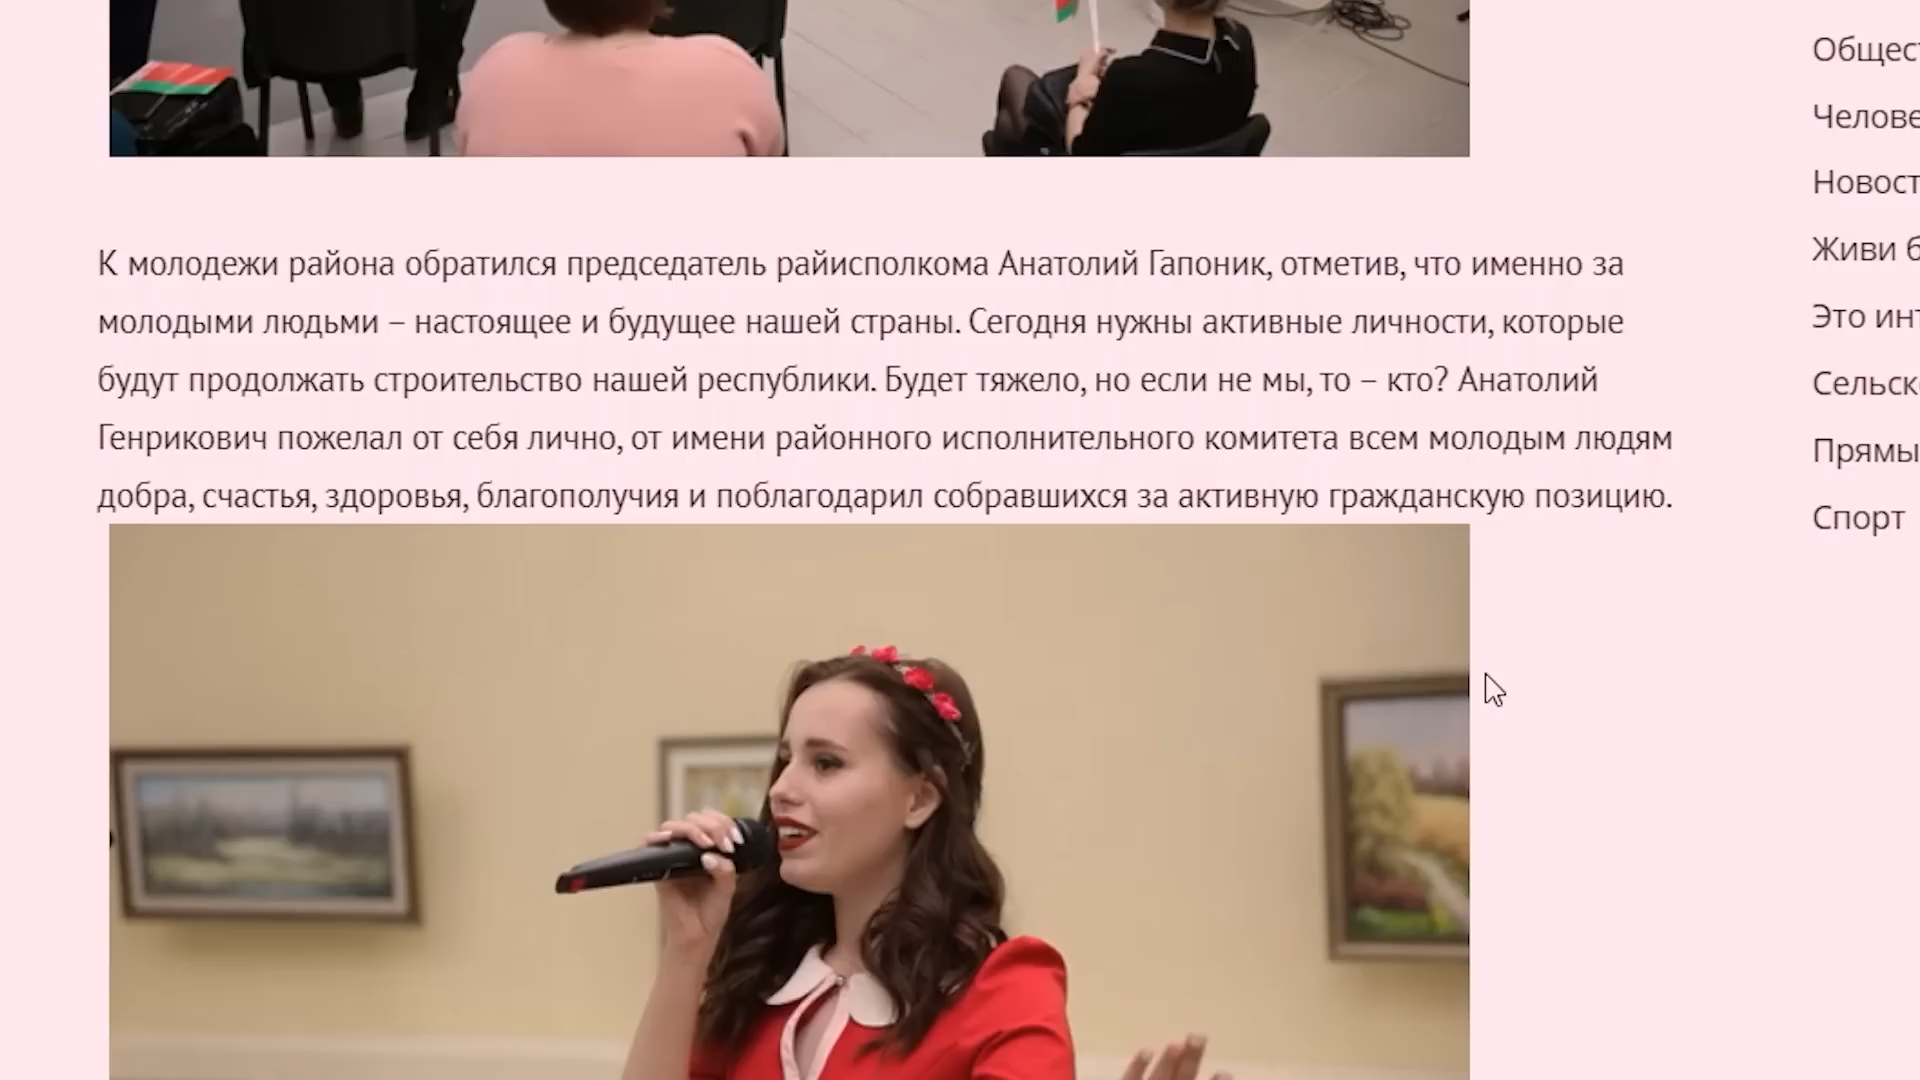 К молодежи района обратился председатель райисполкома Анатолий Гапоник, отметив, что именно за
молодыми людьми – настоящее и будущее нашей страны. Сегодня нужны активные личности, которые
будут продолжать строительство нашей республики. Будет тяжело, но если не мы, то – кто? Анатолий
Генрикович пожелал от себя лично, от имени районного исполнительного комитета всем молодым людям
добра, счастья, здоровья, благополучия и поблагодарил собравшихся за активную гражданскую позицию.
Живи
Это
Спорт